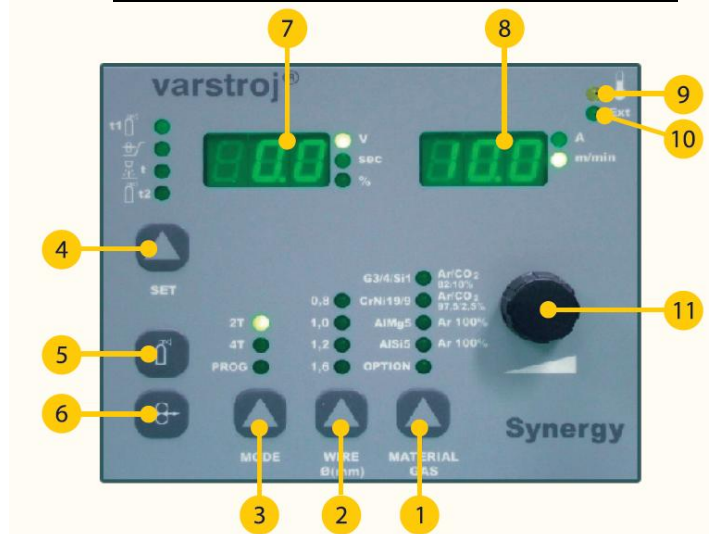 7 8
varstroj®
9
t1
Ext
10
0.0 V 10.0 A
sec m/min
t %
t2
4
SET
G3/4/Si1 Ar/CO₂
82/18%
0,8 CrNi19/9 Ar/CO₂
97,5/2,5%
11
2T 1,0 AlMg5 Ar 100%
5
4T 1,2 AlSi5 Ar 100%
PROG 1,6 OPTION
6
Synergy
MODE WIRE MATERIAL
Ø(mm) GAS
3 2 1